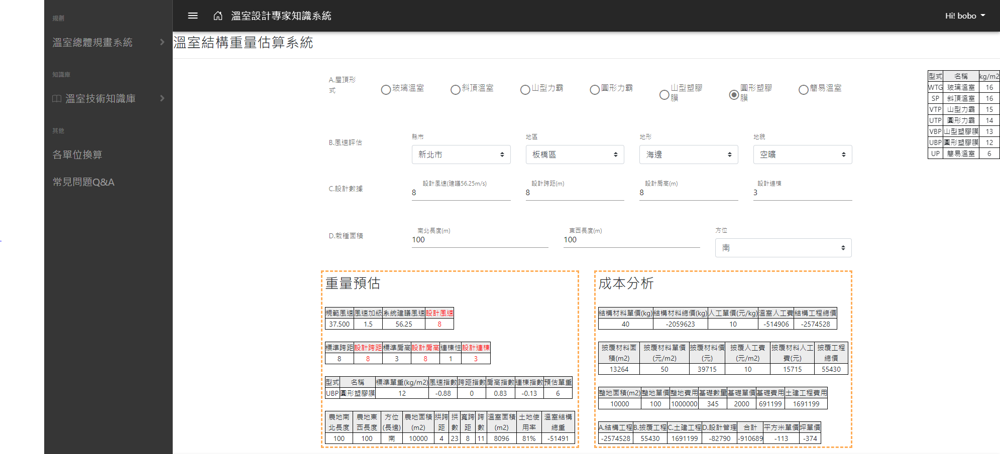 規劃
溫室總體規畫系統
知識庫
溫室技術知識庫
其他
各單位換算
常見問題Q&A
溫室設計專家知識系統
Hi! bobo
溫室結構重量估算系統
A.屋頂形式
玻璃溫室 斜頂溫室 山型力霸 圓形力霸 山型塑膠膜 圓形塑膠膜 簡易溫室
型式 名稱 kg/m2
WTG 玻璃溫室 16
SP 斜頂溫室 16
VTP 山型力霸 15
UTP 圓形力霸 14
VBP 山型塑膠膜 13
UBP 圓形塑膠膜 12
UP 簡易溫室 6
B.風速評估
縣市 地區 地形 地貌
新北市 板橋區 海邊 空曠
C.設計數據
設計風速(建議56.25m/s) 設計跨距(m) 設計肩高(m) 設計連棟
8 8 8 3
D.栽種面積
南北長度(m) 東西長度(m) 方位
100 100 南
重量預估
規範風速 風速加級 系統建議風速 設計風速
37.500 1.5 56.25 8
標準跨距 設計跨距 標準肩高 設計肩高 連棟性 設計連棟
8 8 3 8 1 3
型式 名稱 標準單重(kg/m2) 風速指數 跨距指數 肩高指數 連棟指數 預估單重
UBP 圓形塑膠膜 12 -0.88 0 0.83 -0.13 6
農地南北長度 農地東西長度 方位(長邊) 農地面積(m2) 拱跨距 拱數 寬跨距 跨數 溫室面積(m2) 土地使用率 溫室結構總重
100 100 南 10000 4 23 8 11 8096 81% -51491
成本分析
結構材料單價(kg) 結構材料總價(kg) 人工單價(元/kg) 溫室人工費 結構工程總價
40 -2059623 10 -514906 -2574528
披覆材料面積(m2) 披覆材料單價(元/m2) 披覆材料價(元) 披覆人工費(元/m2) 披覆材料人工費(元) 披覆工程總價
13264 50 39715 10 15715 55430
整地面積(m2) 整地單價 整地費用 基礎數量 基礎單價 基礎費用 土建工程費用
10000 100 1000000 345 2000 691199 1691199
A.結構工程 B.披覆工程 C.土建工程 D.設計管理 合計 平方米單價 坪單價
-2574528 55430 1691199 -82790 -910689 -113 -374